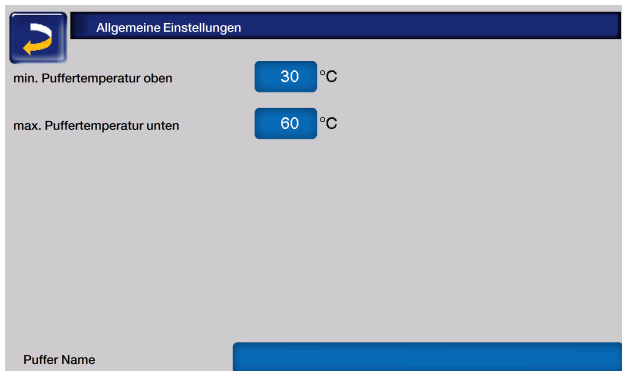 Allgemeine Einstellungen
min. Puffertemperatur oben 30 °C
max. Puffertemperatur unten 60 °C
Puffer Name